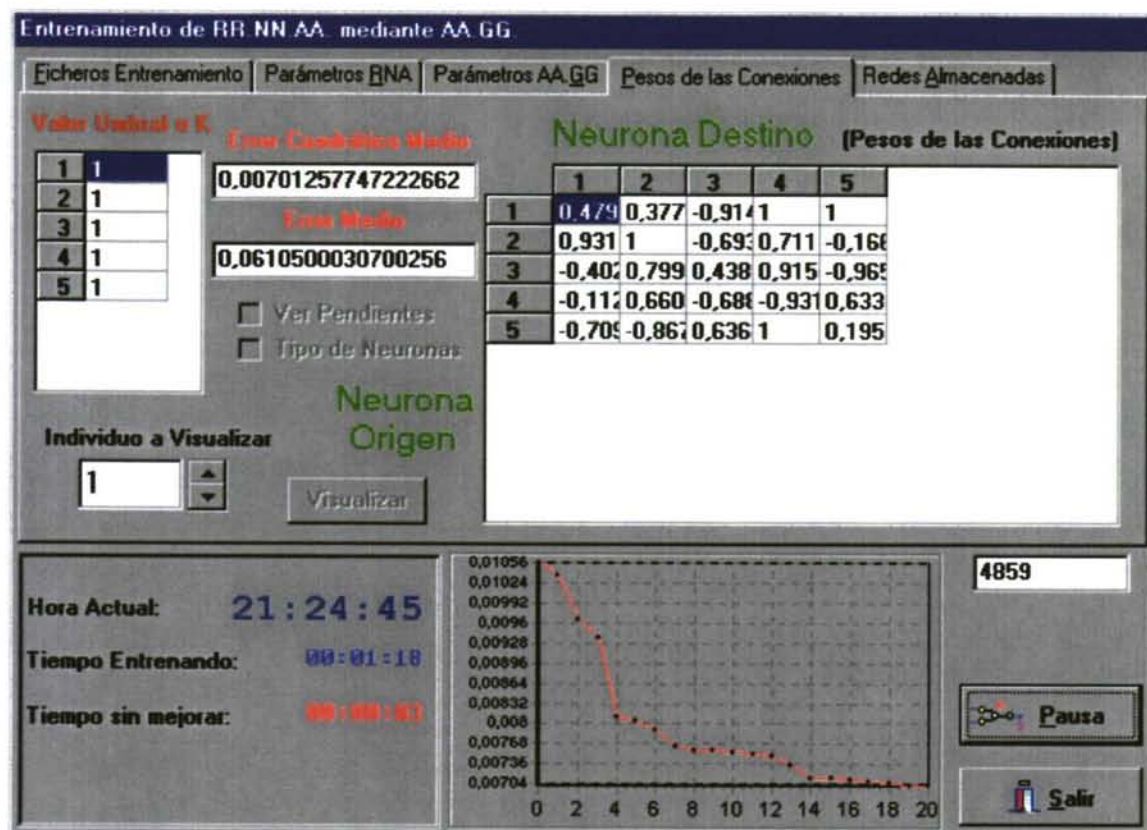 Entrenamiento de RR.NN.AA. mediante AA.GG
Ficheros Entrenamiento Parámetros RNA Parámetros AA.GG Pesos de las Conexiones Redes Almacenadas
Valor Umbral o K
Error Cuadrático Medio
Neurona Destino (Pesos de las Conexiones)
1 1
2 1
3 1
4 1
5 1
0,00701257747222662
Error Medio
0,0610500030700256
Ver Pendientes
Tipo de Neuronas
1 2 3 4 5
1 0,479 0,377 -0,914 1 1
2 0,931 1 -0,693 0,711 -0,166
3 -0,402 0,799 0,438 0,915 -0,965
4 -0,112 0,660 -0,688 -0,931 0,633
5 -0,709 -0,867 0,636 1 0,195
Neurona
Origen
Individuo a Visualizar
1
Visualizar
Hora Actual: 21:24:45
Tiempo Entrenando: 00:01:18
Tiempo sin mejorar: 00:00:03
0,01056
0,01024
0,00992
0,0096
0,00928
0,00896
0,00864
0,00832
0,008
0,00768
0,00736
0,00704
0 2 4 6 8 10 12 14 16 18 20
4859
Pausa
Salir